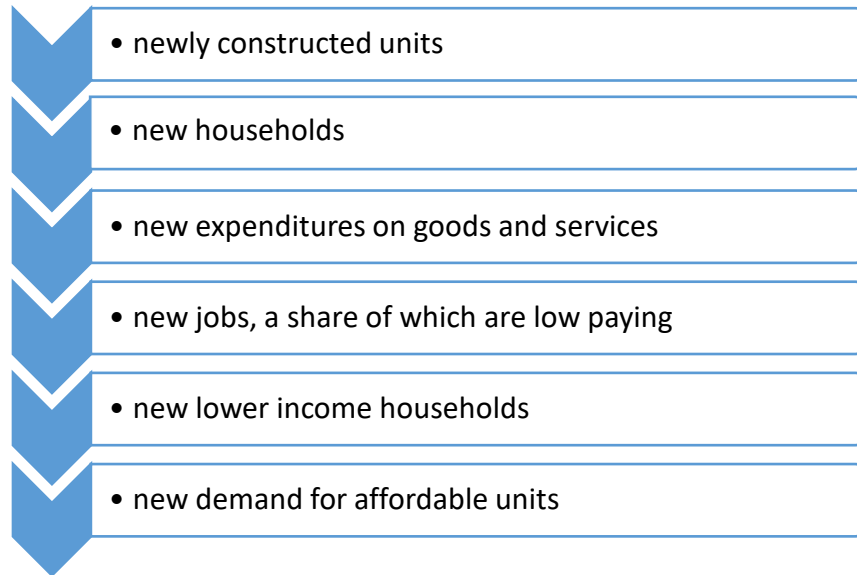 • newly constructed units
• new households
• new expenditures on goods and services
• new jobs, a share of which are low paying
• new lower income households
• new demand for affordable units